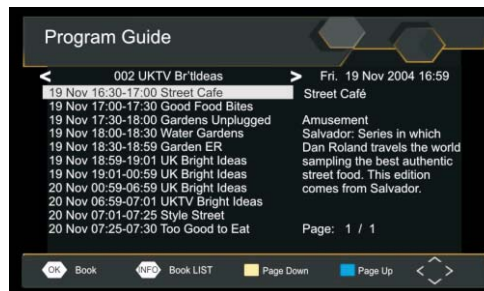 Program Guide
< 002 UKTV Br'tIdeas > Fri. 19 Nov 2004 16:59
19 Nov 16:30-17:00 Street Cafe
19 Nov 17:00-17:30 Good Food Bites
19 Nov 17:30-18:00 Gardens Unplugged
19 Nov 18:00-18:30 Water Gardens
19 Nov 18:30-18:59 Garden ER
19 Nov 18:59-19:01 UK Bright Ideas
19 Nov 19:01-00:59 UK Bright Ideas
20 Nov 00:59-06:59 UK Bright Ideas
20 Nov 06:59-07:01 UKTV Bright Ideas
20 Nov 07:01-07:25 Style Street
20 Nov 07:25-07:30 Too Good to Eat
Street Café
Amusement
Salvador: Series in which
Dan Roland travels the world
sampling the best authentic
street food. This edition
comes from Salvador.
Page: 1 / 1
OK Book INFO Book LIST Page Down Page Up